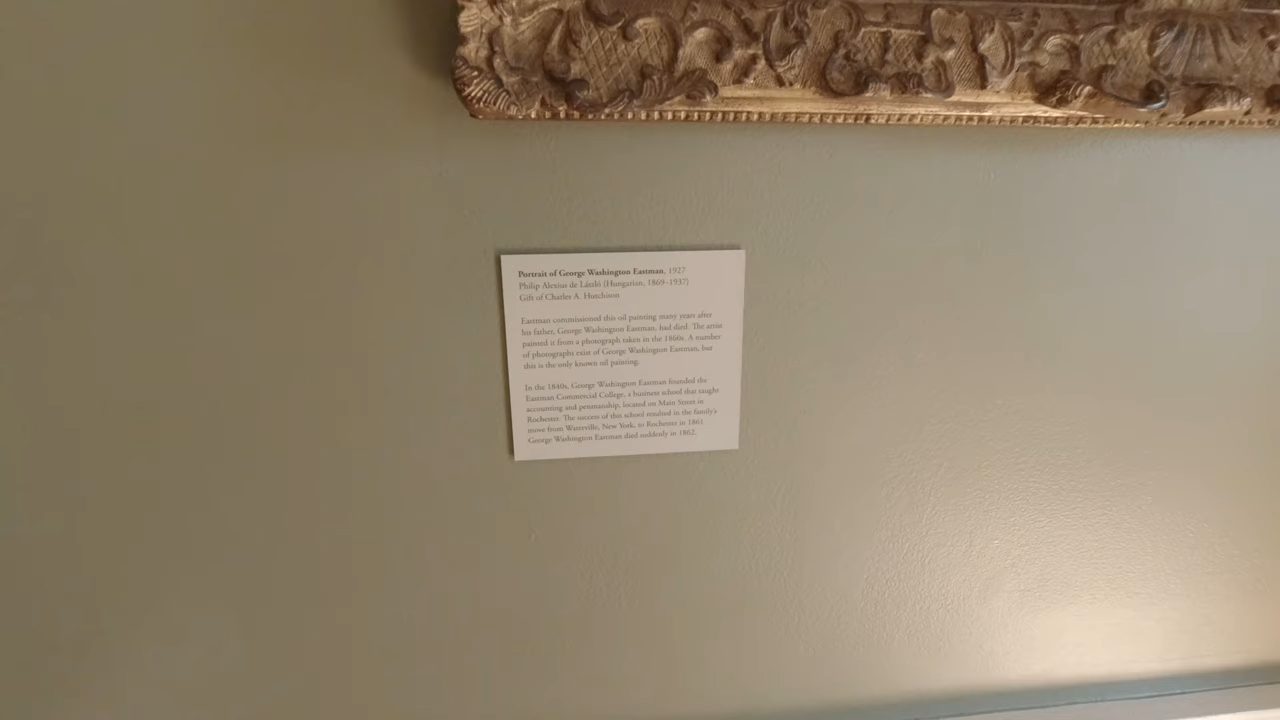 Portrait of George Washington Eastman, 1927
Philip Alexius de László (Hungarian, 1869–1937)
Gift of Charles A. Hutchison
Eastman commissioned this oil painting many years after
his father, George Washington Eastman, had died. The artist
painted it from a photograph taken in the 1860s. A number
of photographs exist of George Washington Eastman, but
this is the only known oil painting.
In the 1840s, George Washington Eastman founded the
Eastman Commercial College, a business school that taught
accounting and penmanship, located on Main Street in
Rochester. The success of this school resulted in the family's
move from Waterville, New York, to Rochester in 1861
George Washington Eastman died suddenly in 1862.